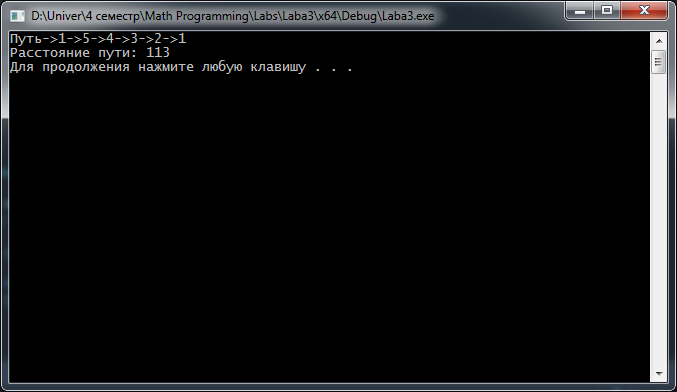 D:\Univer\4 семестр\Math Programming\Labs\Laba3\x64\Debug\Laba3.exe
Путь->1->5->4->3->2->1
Расстояние пути: 113
Для продолжения нажмите любую клавишу . . .